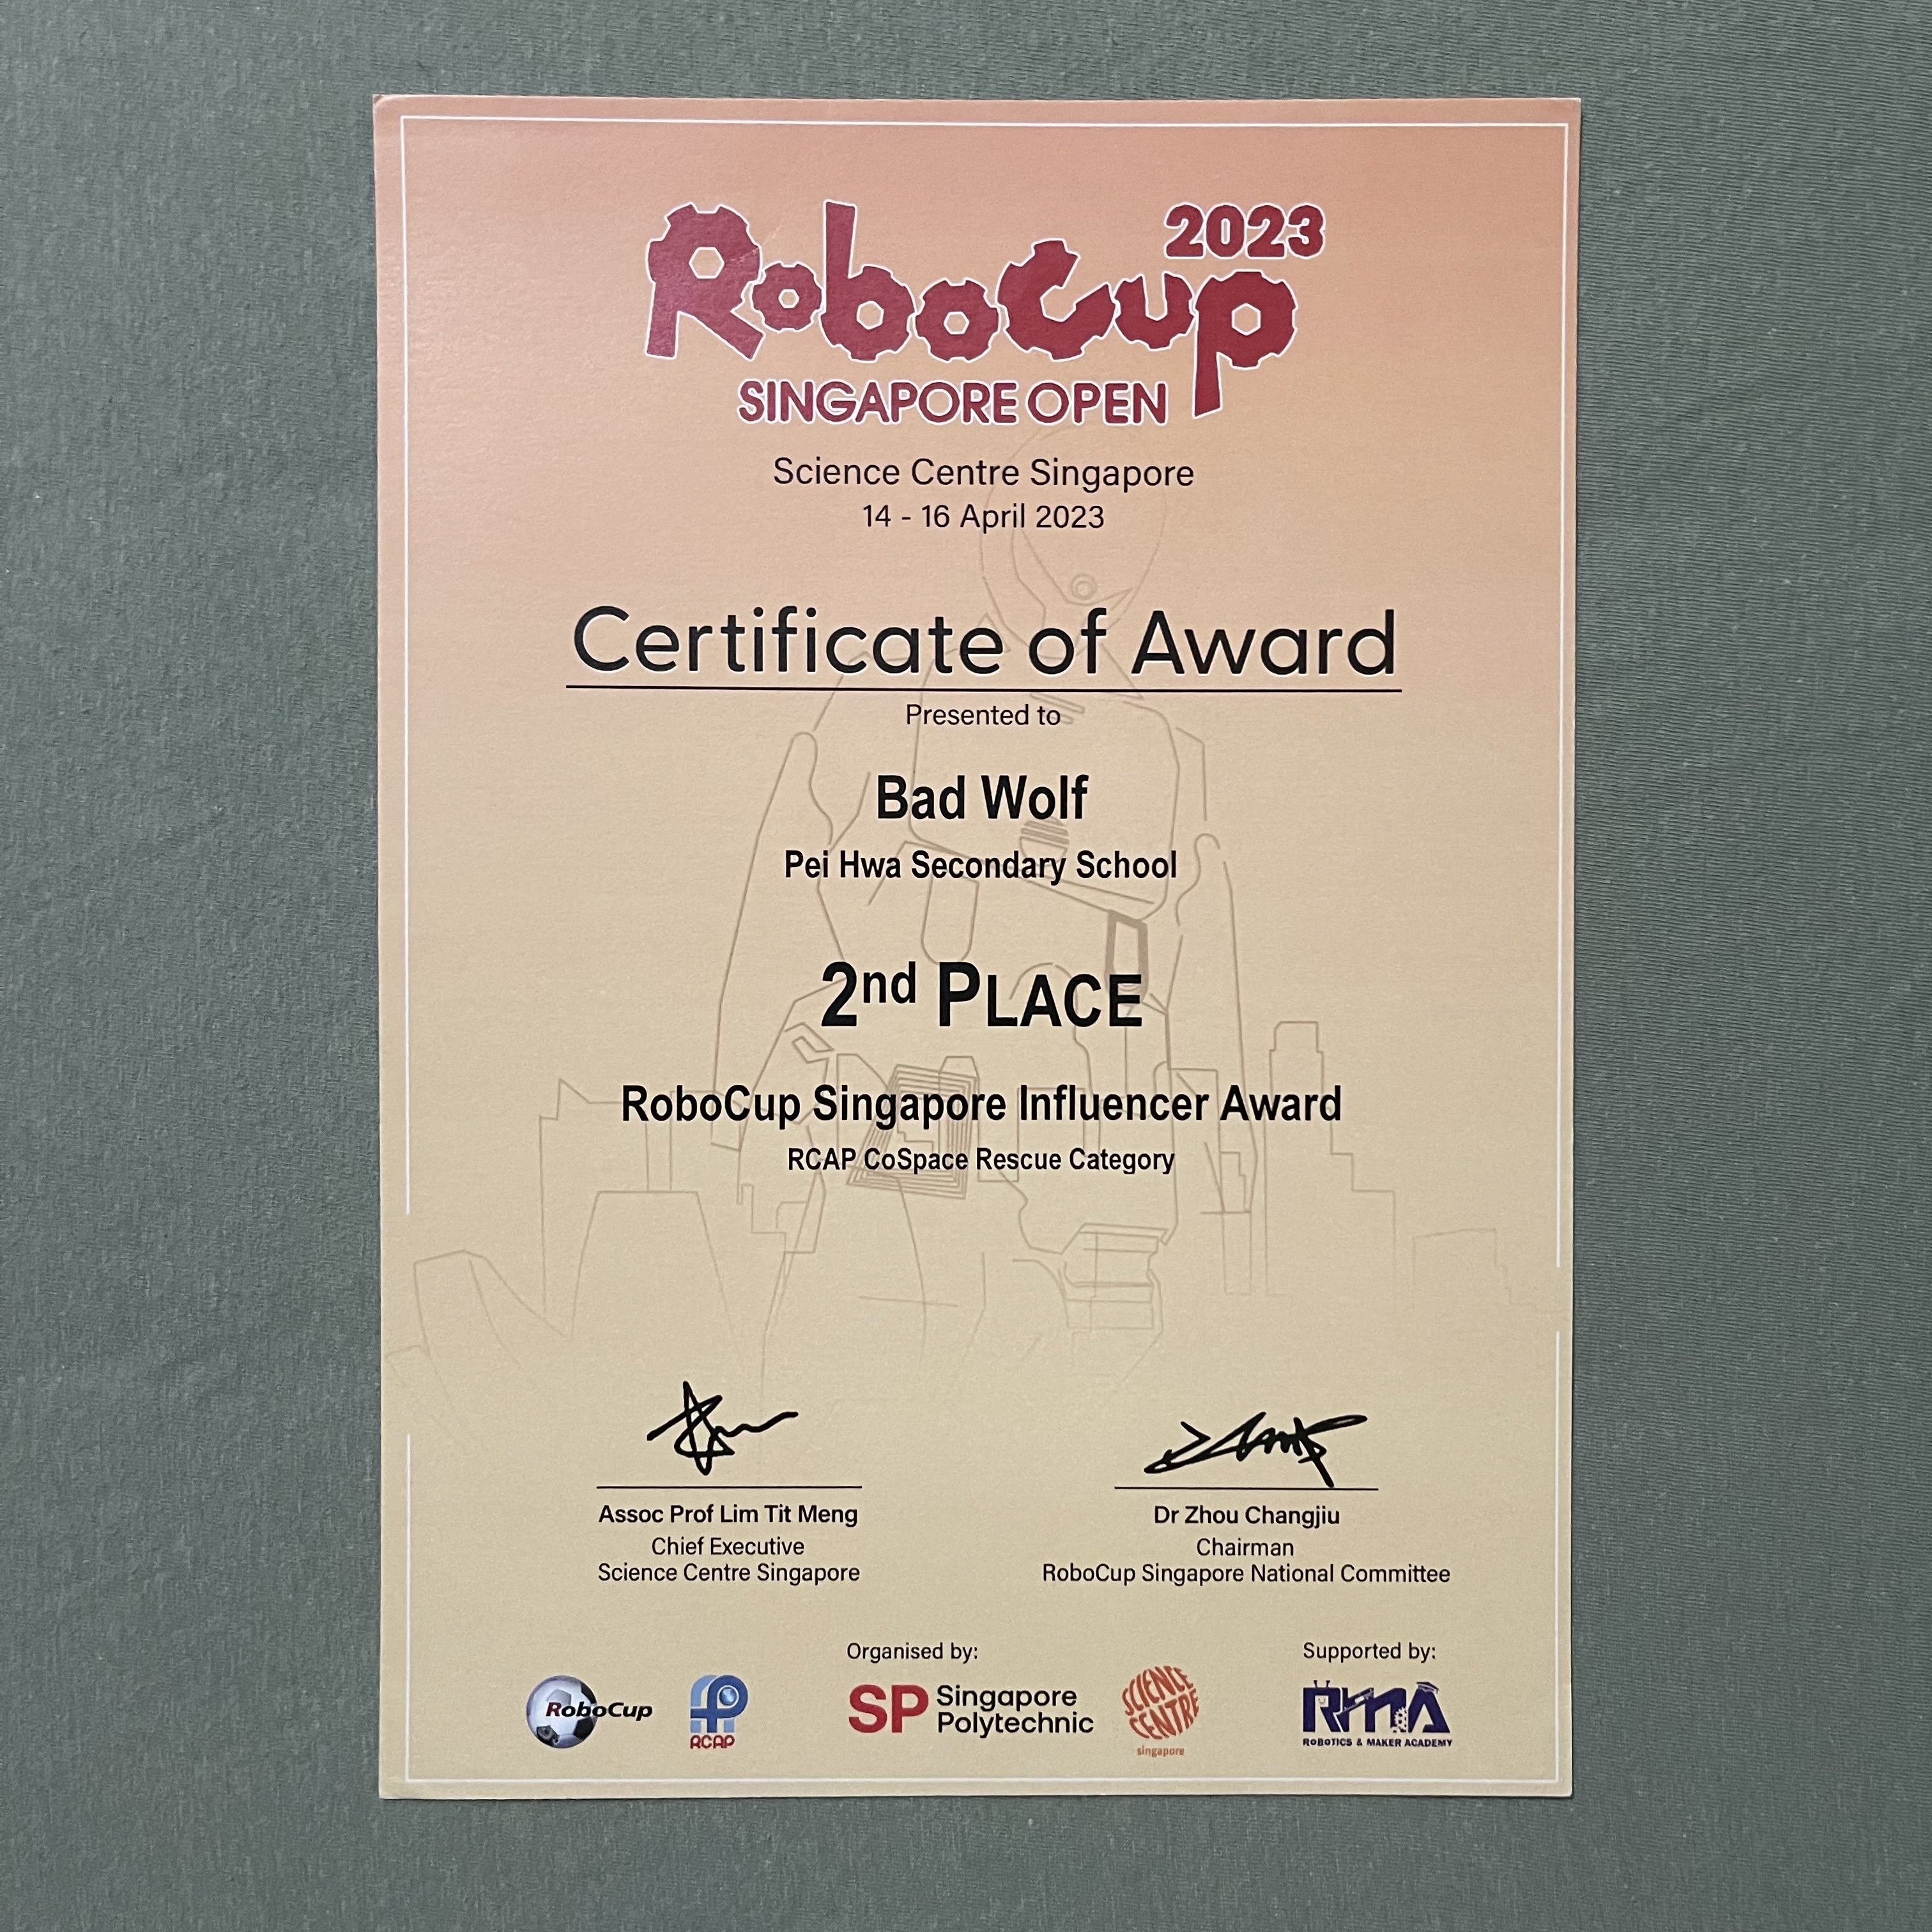 RoboCup 2023
SINGAPORE OPEN
Science Centre Singapore
14 - 16 April 2023
Certificate of Award
Presented to
Bad Wolf
Pei Hwa Secondary School
2nd PLACE
RoboCup Singapore Influencer Award
RCAP CoSpace Rescue Category
Assoc Prof Lim Tit Meng
Chief Executive
Science Centre Singapore
Dr Zhou Changjiu
Chairman
RoboCup Singapore National Committee
RoboCup
RCAP
Organised by:
SP Singapore
Polytechnic
SCIENCE
CENTRE
singapore
Supported by:
RMA
ROBOTICS & MAKER ACADEMY